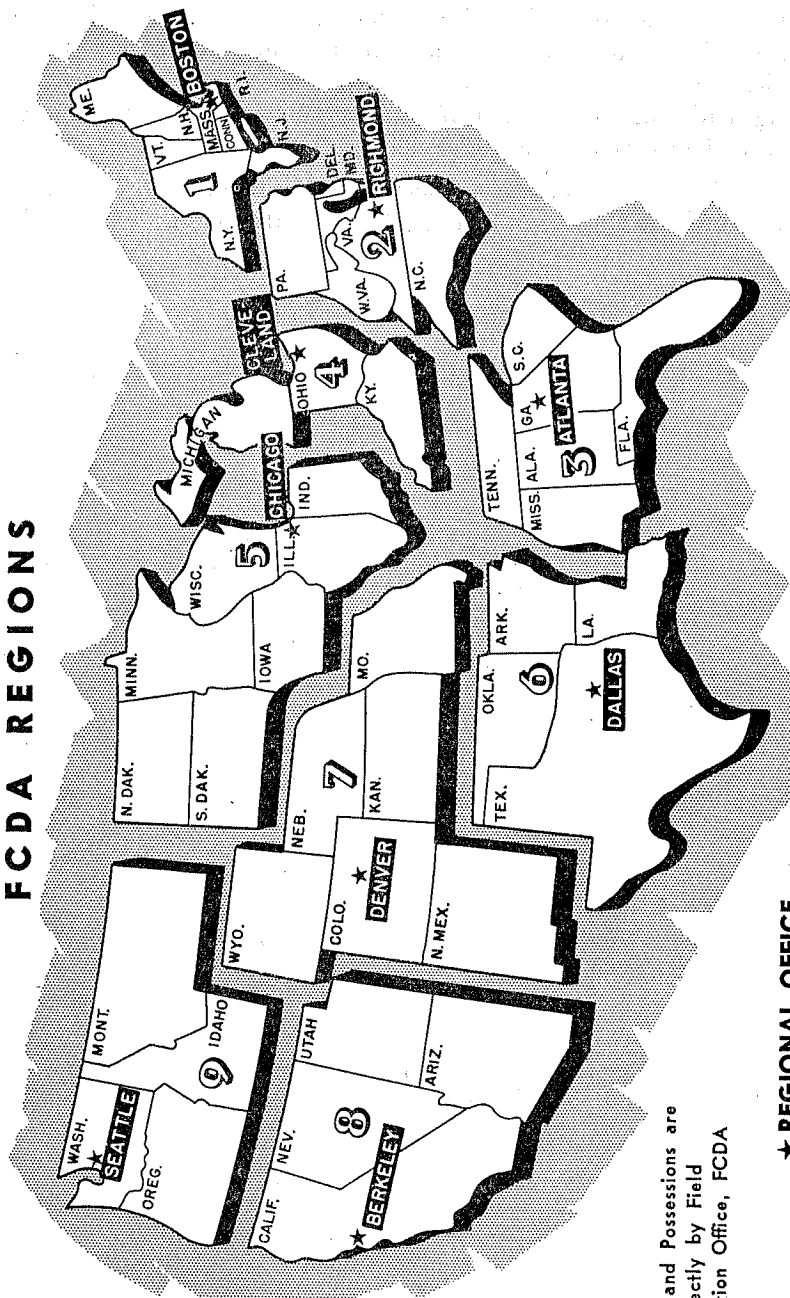 FCDA REGIONS
WASH.
SEATTLE
OREG.
MONT.
IDAHO
9
CALIF.
NEV.
UTAH
ARIZ.
8
BERKELEY
WYO.
COLO.
DENVER
N. MEX.
NEB.
KAN.
MO.
7
N. DAK.
S. DAK.
MINN.
IOWA
WISC.
5
ILL.
CHICAGO
IND.
MICHIGAN
CLEVE
LAND
OHIO
4
KY.
TEX.
OKLA.
ARK.
LA.
6
DALLAS
TENN.
MISS.
ALA.
GA.
S.C.
ATLANTA
3
FLA.
PA.
DEL.
MD.
W.VA.
VA.
RICHMOND
2
N.C.
ME.
VT.
N.H.
BOSTON
MASS.
CONN
R.I.
N.Y.
N.J.
1
and Possessions are
ctly by Field
ion Office, FCDA
★ REGIONAL OFFICE